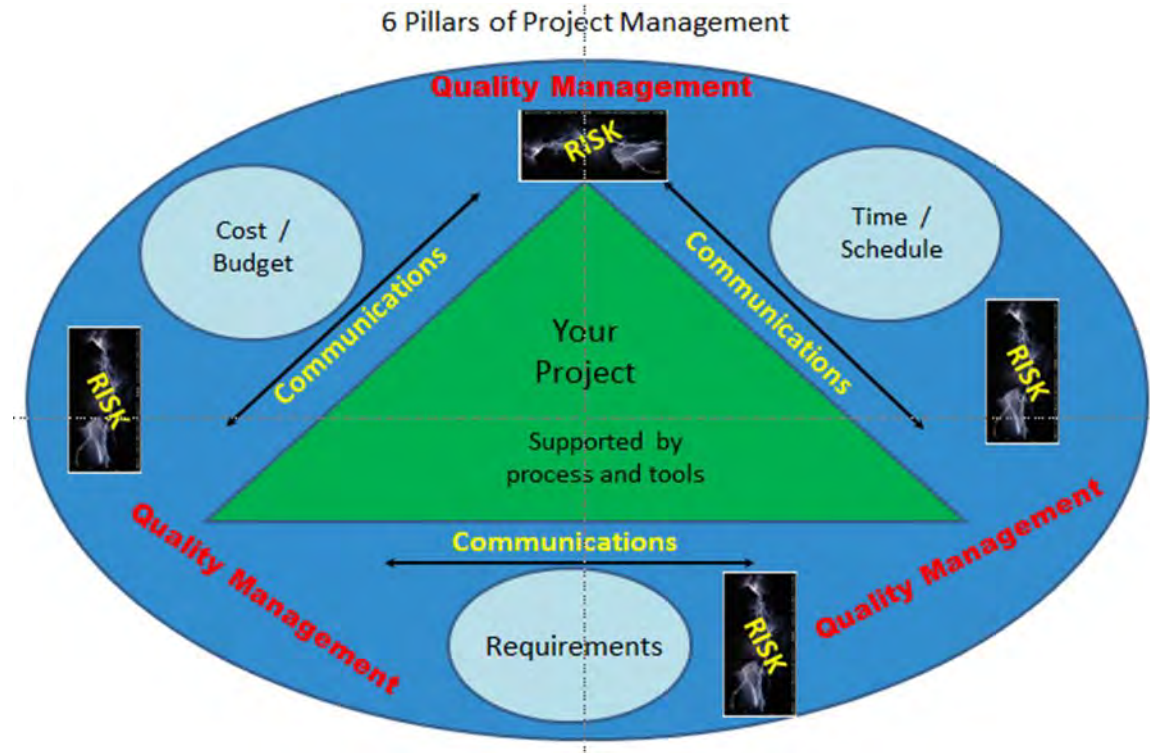 6 Pillars of Project Management
Quality Management
RISK
Cost /
Budget
Time /
Schedule
Communications
Communications
Your
Project
RISK
RISK
Supported by
process and tools
Quality Management
Quality Management
Communications
Requirements
RISK